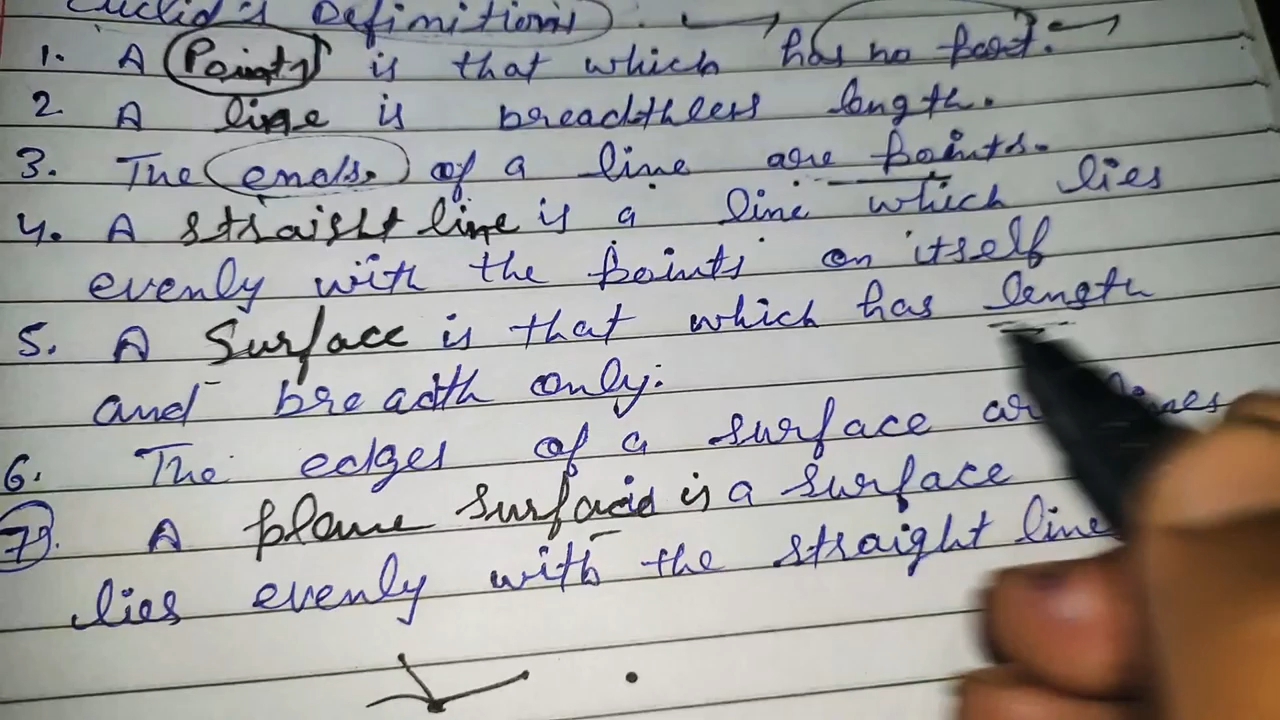 Euclid's Definitions
1. A Point is that which has no part.
2. A line is breadthless length.
3. The ends. of a line are points.
4. A straight line is a line which lies
evenly with the points on itself
5. A Surface is that which has length
and breadth only.
6. The edges of a surface are lines
7. A plane surface is a surface
lies evenly with the straight line